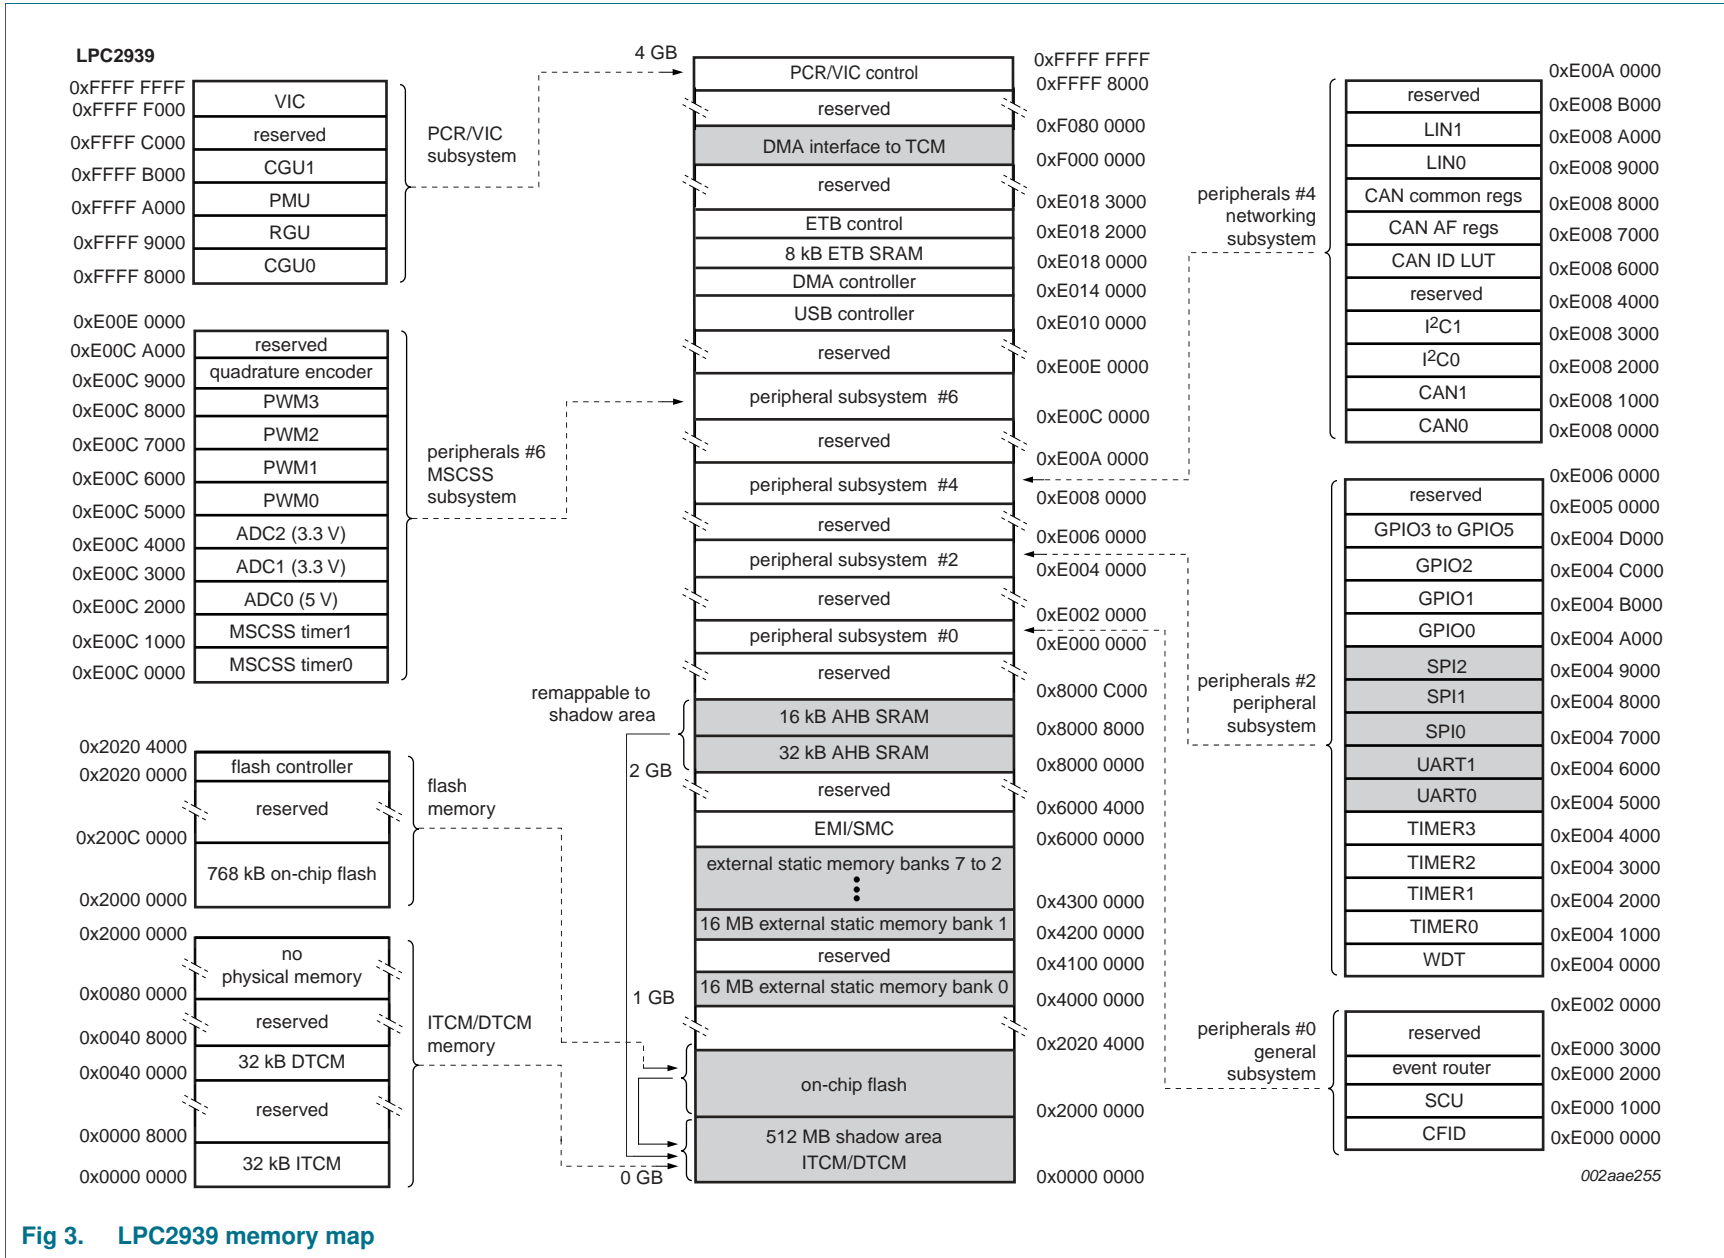 LPC2939
0xFFFF FFFF
VIC
0xFFFF F000
reserved
0xFFFF C000
CGU1
0xFFFF B000
PMU
0xFFFF A000
RGU
0xFFFF 9000
CGU0
0xFFFF 8000
PCR/VIC
subsystem
0xE00E 0000
reserved
0xE00C A000
quadrature encoder
0xE00C 9000
PWM3
0xE00C 8000
PWM2
0xE00C 7000
PWM1
0xE00C 6000
PWM0
0xE00C 5000
ADC2 (3.3 V)
0xE00C 4000
ADC1 (3.3 V)
0xE00C 3000
ADC0 (5 V)
0xE00C 2000
MSCSS timer1
0xE00C 1000
MSCSS timer0
0xE00C 0000
peripherals #6
MSCSS
subsystem
0x2020 4000
flash controller
0x2020 0000
reserved
0x200C 0000
768 kB on-chip flash
0x2000 0000
flash
memory
0x2000 0000
no
physical memory
0x0080 0000
reserved
0x0040 8000
32 kB DTCM
0x0040 0000
reserved
0x0000 8000
32 kB ITCM
0x0000 0000
ITCM/DTCM
memory
4 GB
remappable to
shadow area
2 GB
1 GB
0 GB
0xFFFF FFFF
PCR/VIC control
0xFFFF 8000
reserved
0xF080 0000
DMA interface to TCM
0xF000 0000
reserved
0xE018 3000
ETB control
0xE018 2000
8 kB ETB SRAM
0xE018 0000
DMA controller
0xE014 0000
USB controller
0xE010 0000
reserved
0xE00E 0000
peripheral subsystem #6
0xE00C 0000
reserved
0xE00A 0000
peripheral subsystem #4
0xE008 0000
reserved
0xE006 0000
peripheral subsystem #2
0xE004 0000
reserved
0xE002 0000
peripheral subsystem #0
0xE000 0000
reserved
0x8000 C000
16 kB AHB SRAM
0x8000 8000
32 kB AHB SRAM
0x8000 0000
reserved
0x6000 4000
EMI/SMC
0x6000 0000
external static memory banks 7 to 2
0x4300 0000
16 MB external static memory bank 1
0x4200 0000
reserved
0x4100 0000
16 MB external static memory bank 0
0x4000 0000
0x2020 4000
on-chip flash
0x2000 0000
512 MB shadow area
ITCM/DTCM
0x0000 0000
peripherals #4
networking
subsystem
0xE00A 0000
reserved
0xE008 B000
LIN1
0xE008 A000
LIN0
0xE008 9000
CAN common regs
0xE008 8000
CAN AF regs
0xE008 7000
CAN ID LUT
0xE008 6000
reserved
0xE008 4000
I2C1
0xE008 3000
I2C0
0xE008 2000
CAN1
0xE008 1000
CAN0
0xE008 0000
peripherals #2
peripheral
subsystem
0xE006 0000
reserved
0xE005 0000
GPIO3 to GPIO5
0xE004 D000
GPIO2
0xE004 C000
GPIO1
0xE004 B000
GPIO0
0xE004 A000
SPI2
0xE004 9000
SPI1
0xE004 8000
SPI0
0xE004 7000
UART1
0xE004 6000
UART0
0xE004 5000
TIMER3
0xE004 4000
TIMER2
0xE004 3000
TIMER1
0xE004 2000
TIMER0
0xE004 1000
WDT
0xE004 0000
peripherals #0
general
subsystem
0xE002 0000
reserved
0xE000 3000
event router
0xE000 2000
SCU
0xE000 1000
CFID
0xE000 0000
002aae255
Fig 3. LPC2939 memory map